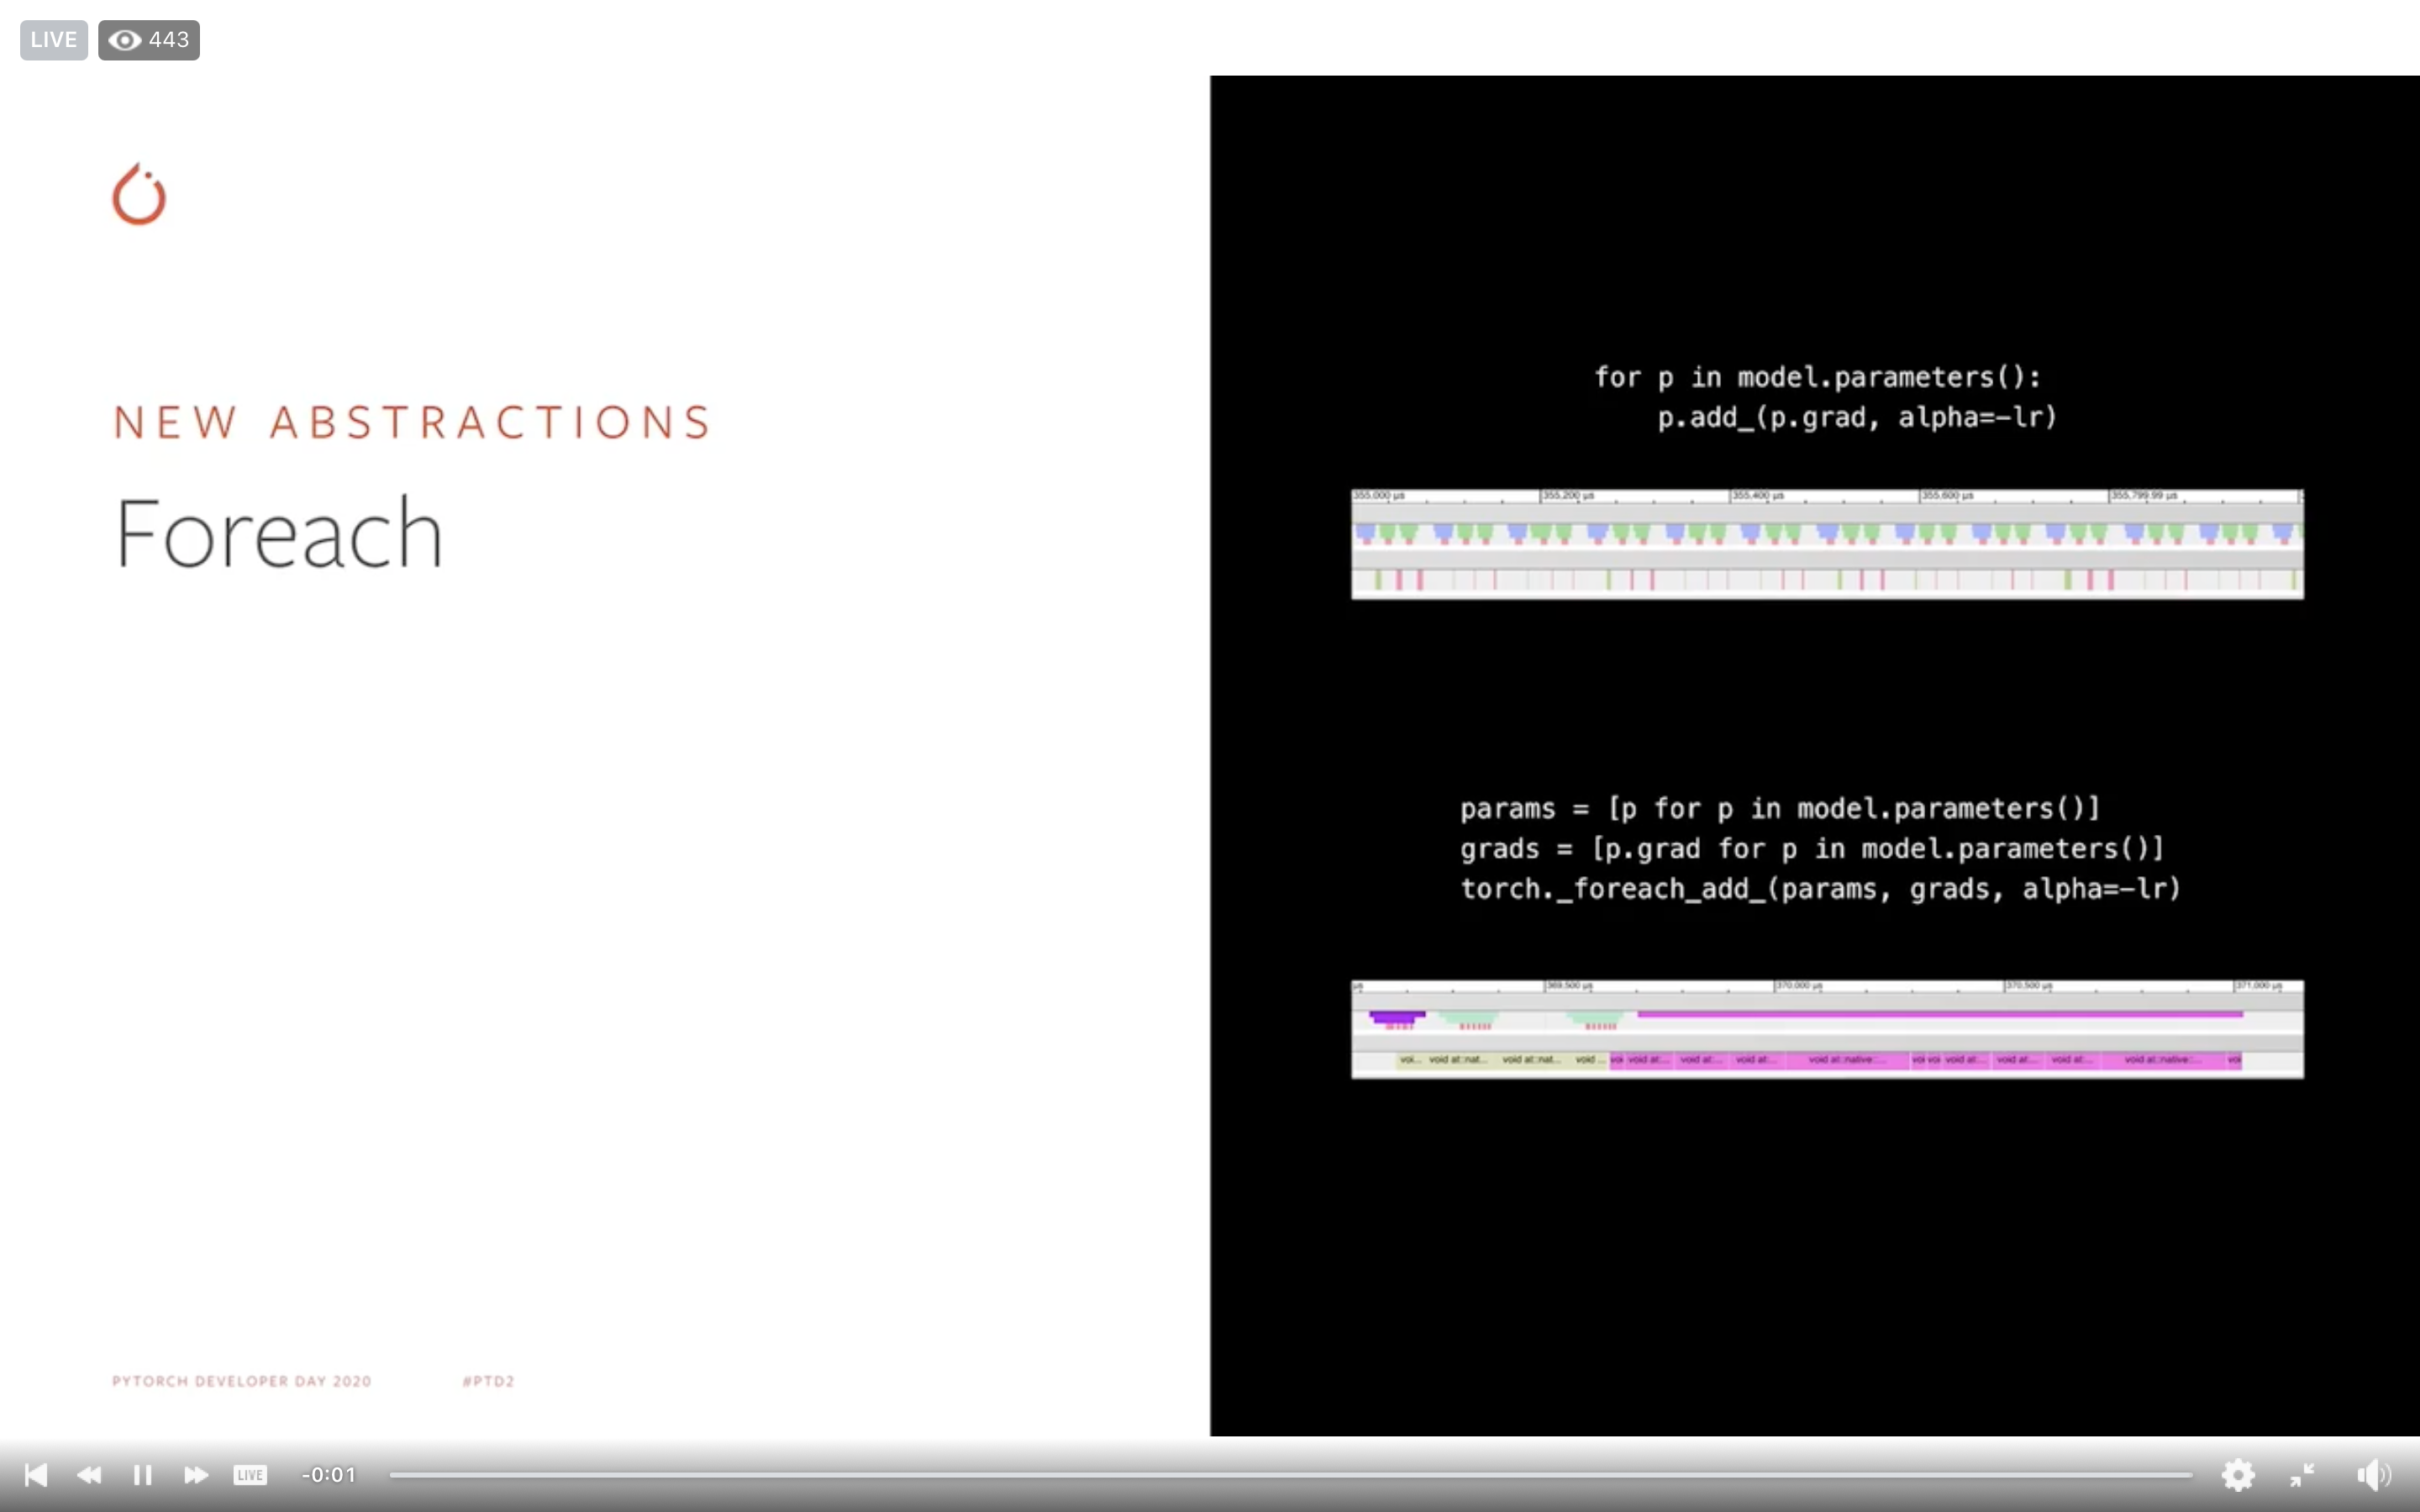 LIVE 443
NEW ABSTRACTIONS
Foreach
for p in model.parameters():
p.add_(p.grad, alpha=-lr)
355,000 µs 355,200 µs 355,400 µs 355,600 µs 355,799.99 µs
params = [p for p in model.parameters()]
grads = [p.grad for p in model.parameters()]
torch._foreach_add_(params, grads, alpha=-lr)
µs 369,500 µs 370,000 µs 370,500 µs 371,000 µs
voi... void at::nat... void at::nat... void ... voi void at:... void at:... void at:... void at::native::... voi voi void at:... void at:... void at:... void at::native::... voi
PYTORCH DEVELOPER DAY 2020 #PTD2
LIVE -0:01